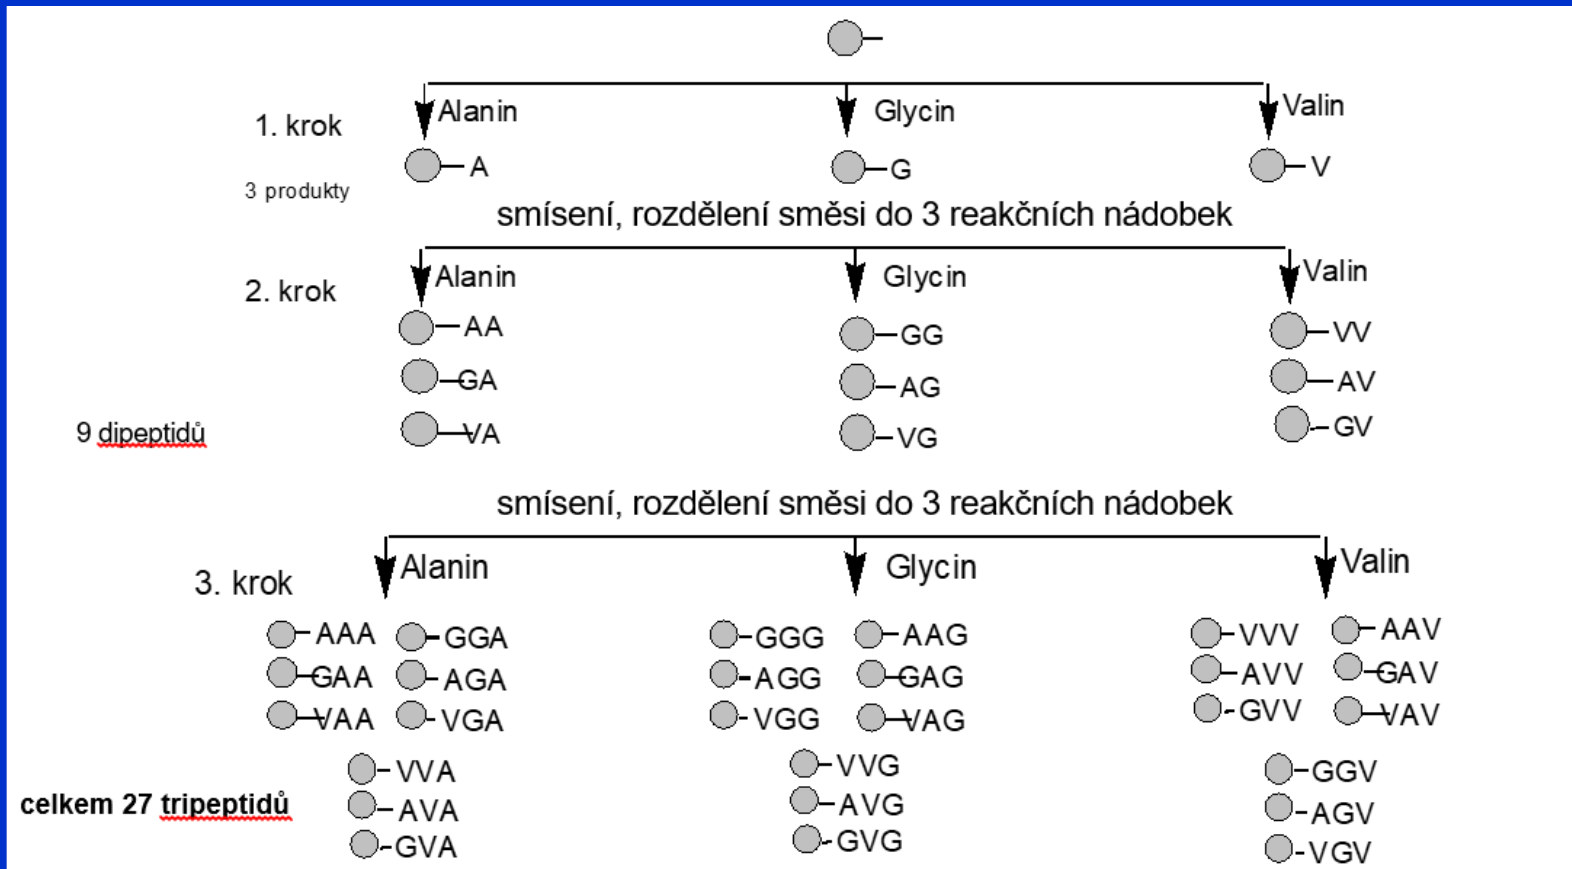 Alanin
Glycin
Valin
1. krok
A
G
V
3 produkty
smísení, rozdělení směsi do 3 reakčních nádobek
Alanin
Glycin
Valin
2. krok
AA
GG
VV
GA
AG
AV
9 dipeptidů
VA
VG
GV
smísení, rozdělení směsi do 3 reakčních nádobek
Alanin
Glycin
Valin
3. krok
AAA GGA
GGG AAG
VVV AAV
GAA AGA
AGG GAG
AVV GAV
VAA VGA
VGG VAG
GVV VAV
VVA
VVG
GGV
celkem 27 tripeptidů
AVA
AVG
AGV
GVA
GVG
VGV